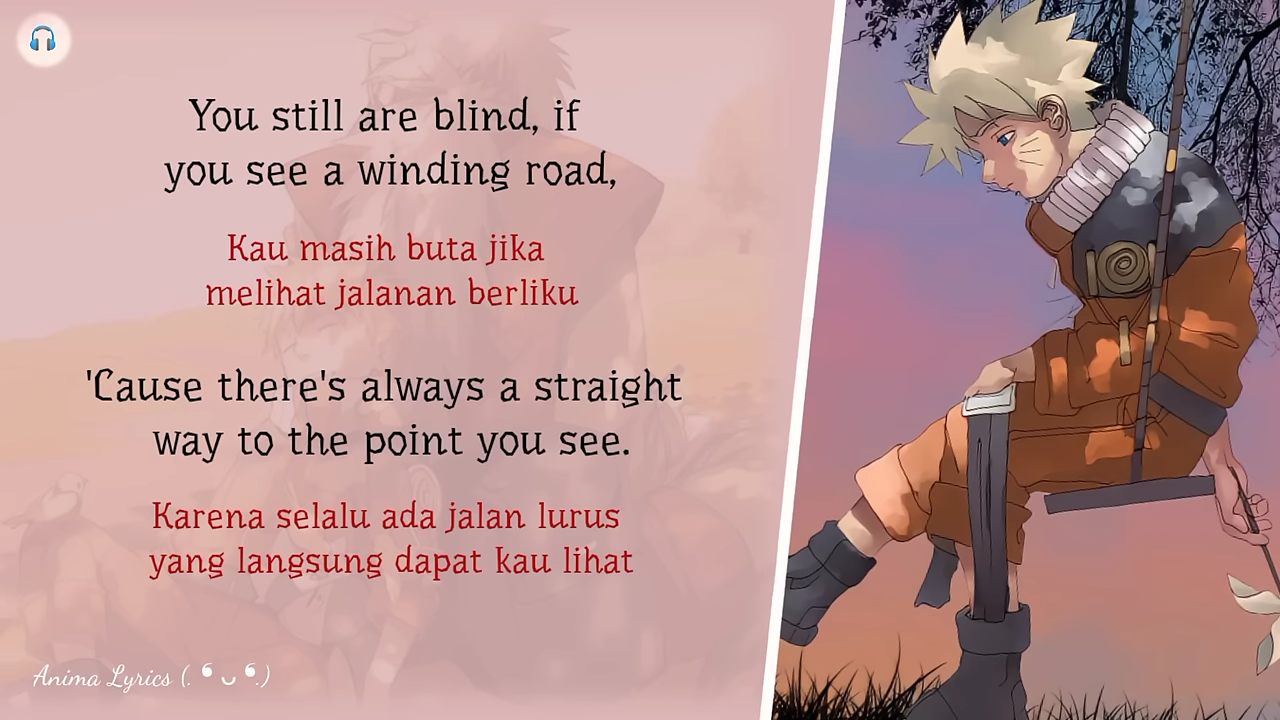 You still are blind, if
you see a winding road,
Kau masih buta jika
melihat jalanan berliku
'Cause there's always a straight
way to the point you see.
Karena selalu ada jalan lurus
yang langsung dapat kau lihat
Anima Lyrics (. ❛ ᴗ ❛.)